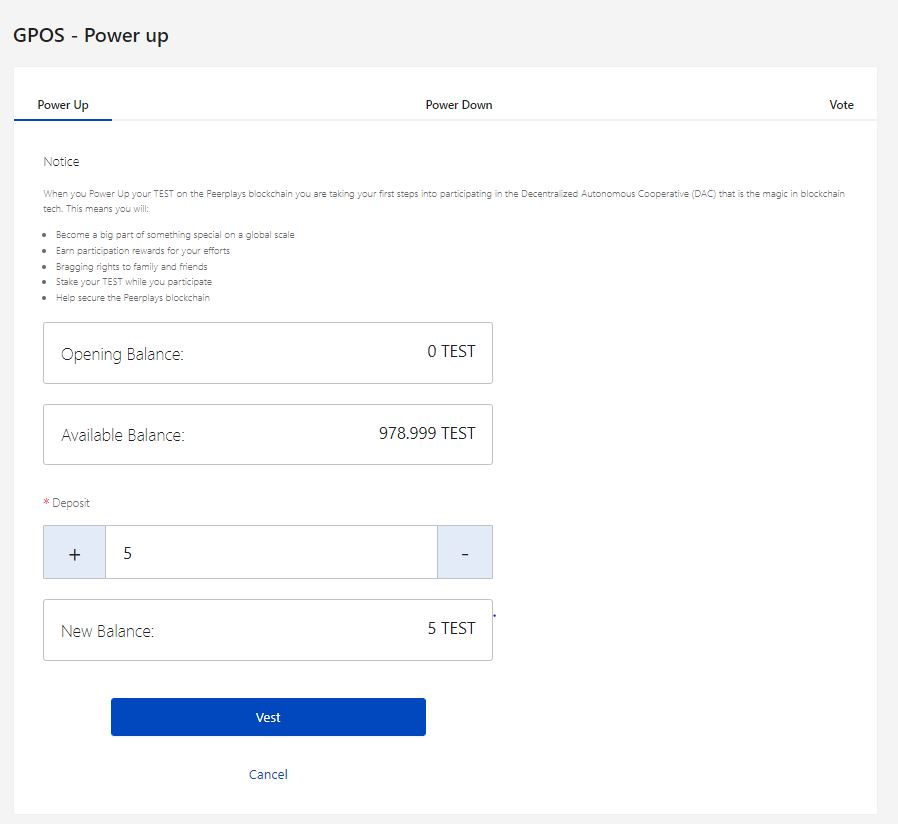 GPOS - Power up
Power Up
Power Down
Vote
Notice
When you Power Up your TEST on the Peerplays blockchain you are taking your first steps into participating in the Decentralized Autonomous Cooperative (DAC) that is the magic in blockchain
tech. This means you will:
Become a big part of something special on a global scale
Earn participation rewards for your efforts
Bragging rights to family and friends
Stake your TEST while you participate
Help secure the Peerplays blockchain
Opening Balance: 0 TEST
Available Balance: 978.999 TEST
* Deposit
+ 5 -
New Balance: 5 TEST
Vest
Cancel